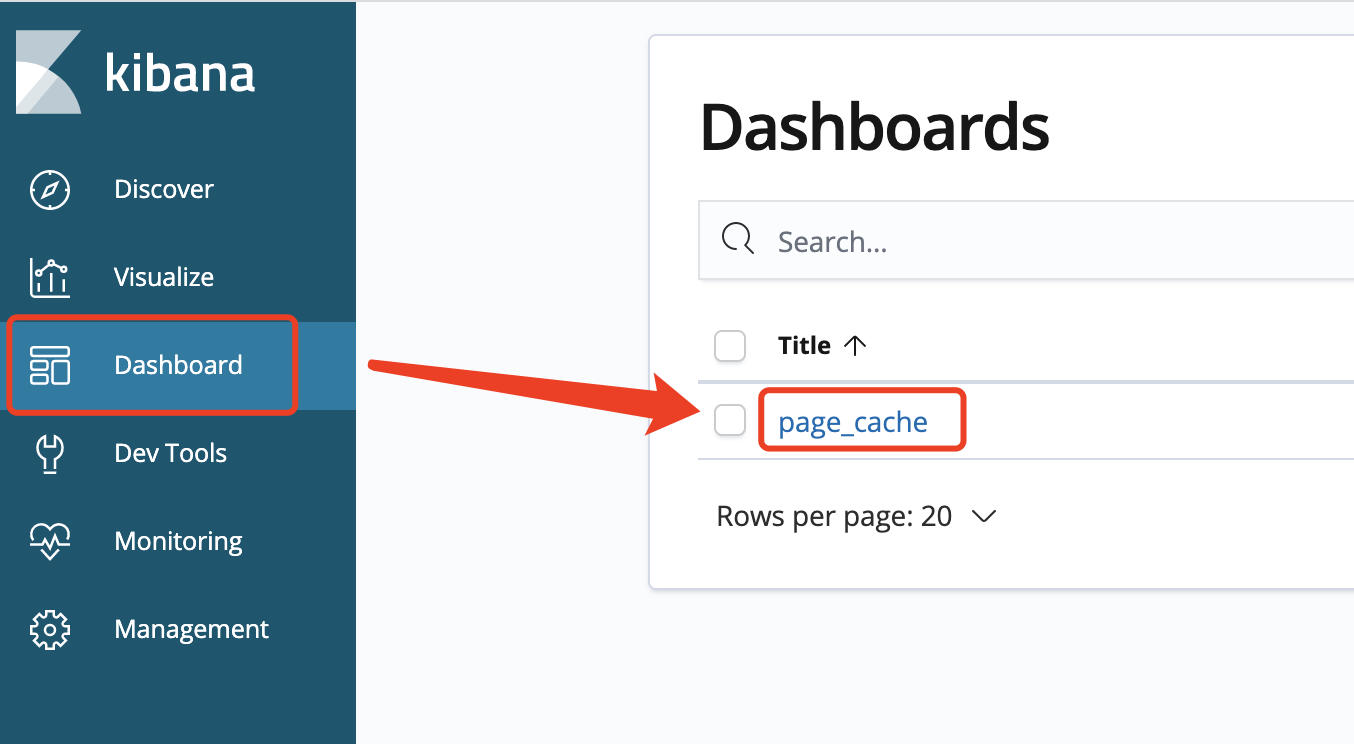 kibana
Discover
Visualize
Dashboard
Dev Tools
Monitoring
Management
Dashboards
Search...
Title
page_cache
Rows per page: 20